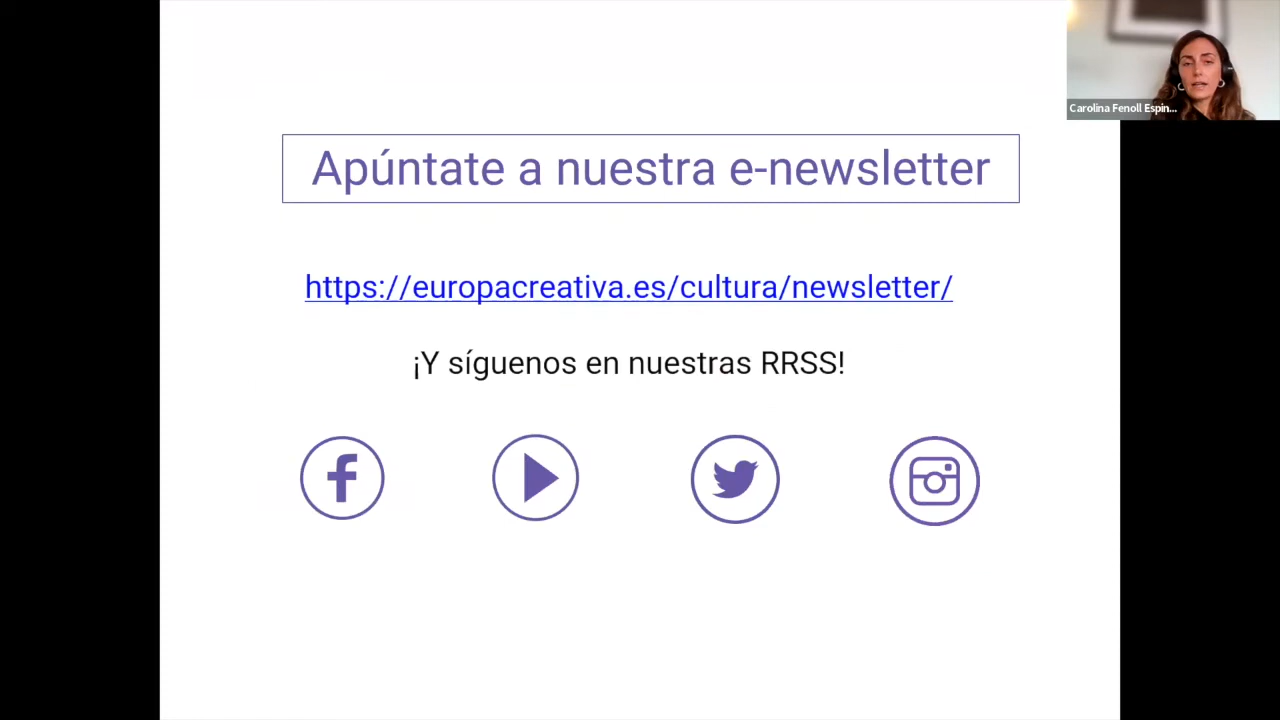 Carolina Fenoll Espin...
Apúntate a nuestra e-newsletter
https://europacreativa.es/cultura/newsletter/
¡Y síguenos en nuestras RRSS!